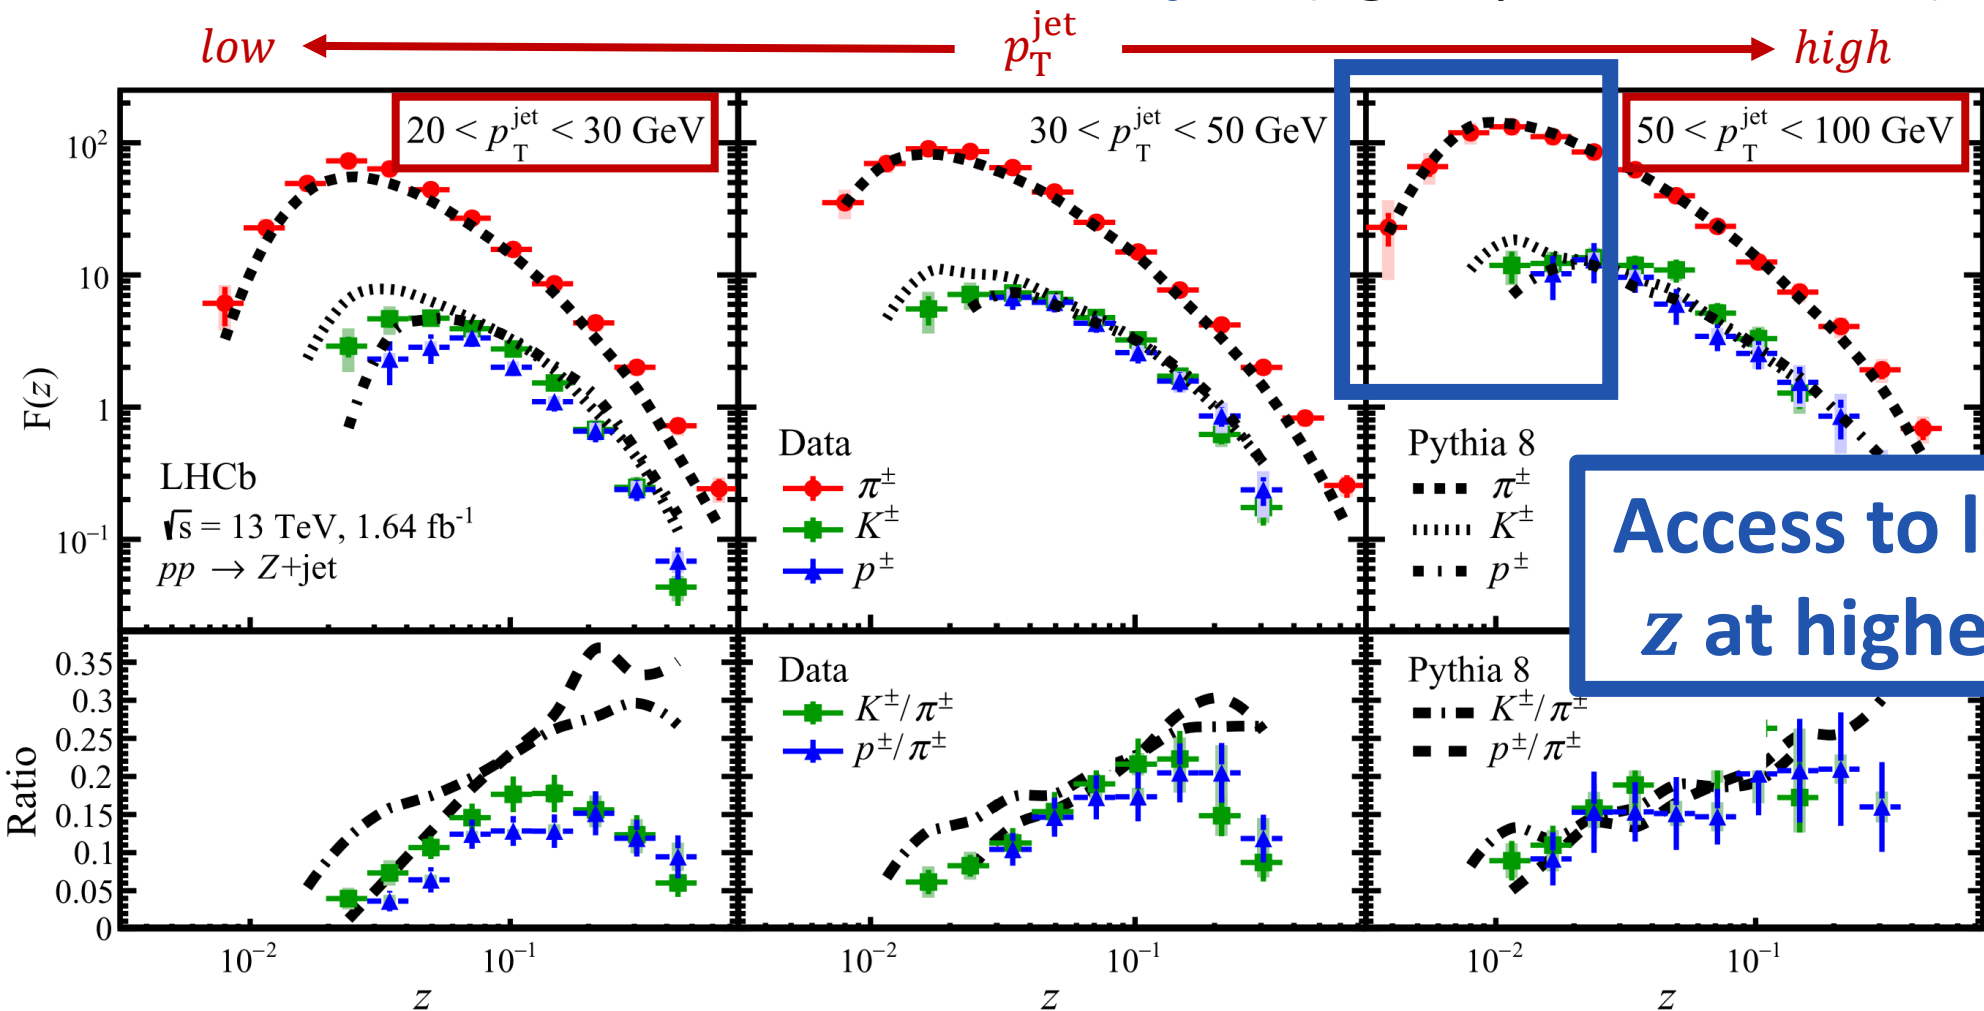 low p_T^jet high
20 < p_T^jet < 30 GeV
30 < p_T^jet < 50 GeV
50 < p_T^jet < 100 GeV
F(z)
10²
10
1
10⁻¹
LHCb
√s = 13 TeV, 1.64 fb⁻¹
pp → Z+jet
Data
π±
K±
p±
Pythia 8
π±
K±
p±
Access to
z at
Ratio
0.35
0.3
0.25
0.2
0.15
0.1
0.05
0
Data
K±/π±
p±/π±
Pythia 8
K±/π±
p±/π±
10⁻² 10⁻¹ 10⁻² 10⁻¹ 10⁻² 10⁻¹
z z z